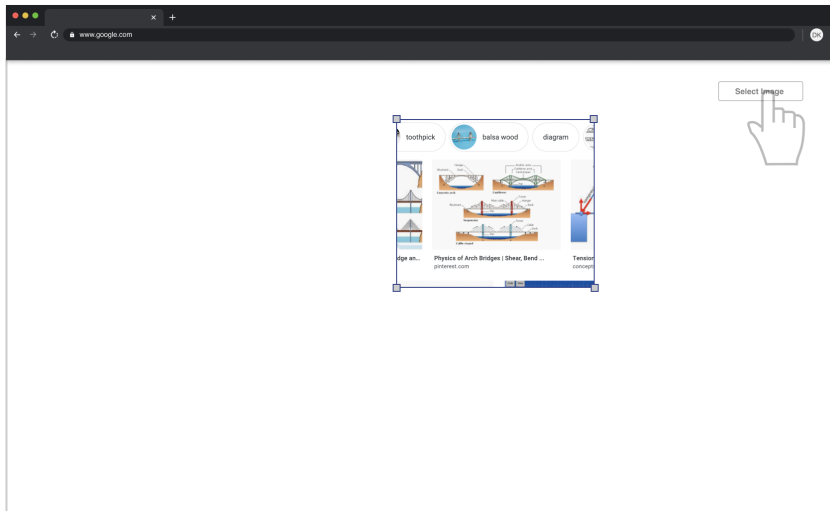 www.google.com
DK
Select Image
toothpick
balsa wood
diagram
dge an...
Physics of Arch Bridges | Shear, Bend ...
Tension
pinterest.com
concepti